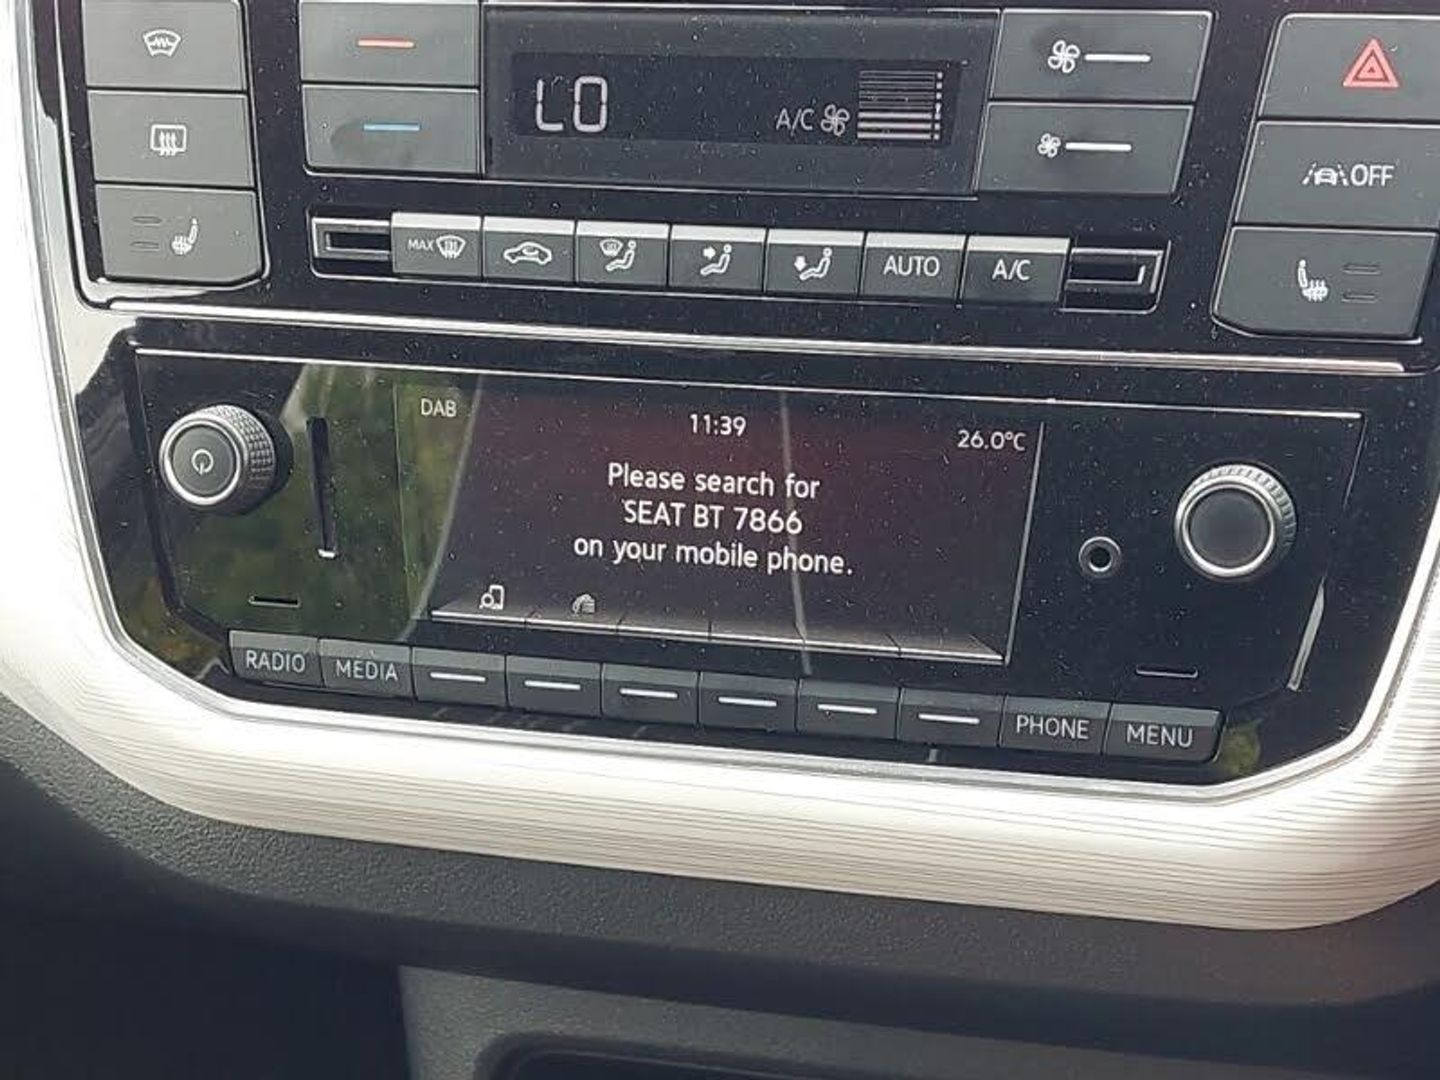 LO
A/C
OFF
MAX
AUTO
A/C
DAB
11:39
26.0°C
Please search for
SEAT BT 7866
on your mobile phone.
RADIO
MEDIA
PHONE
MENU